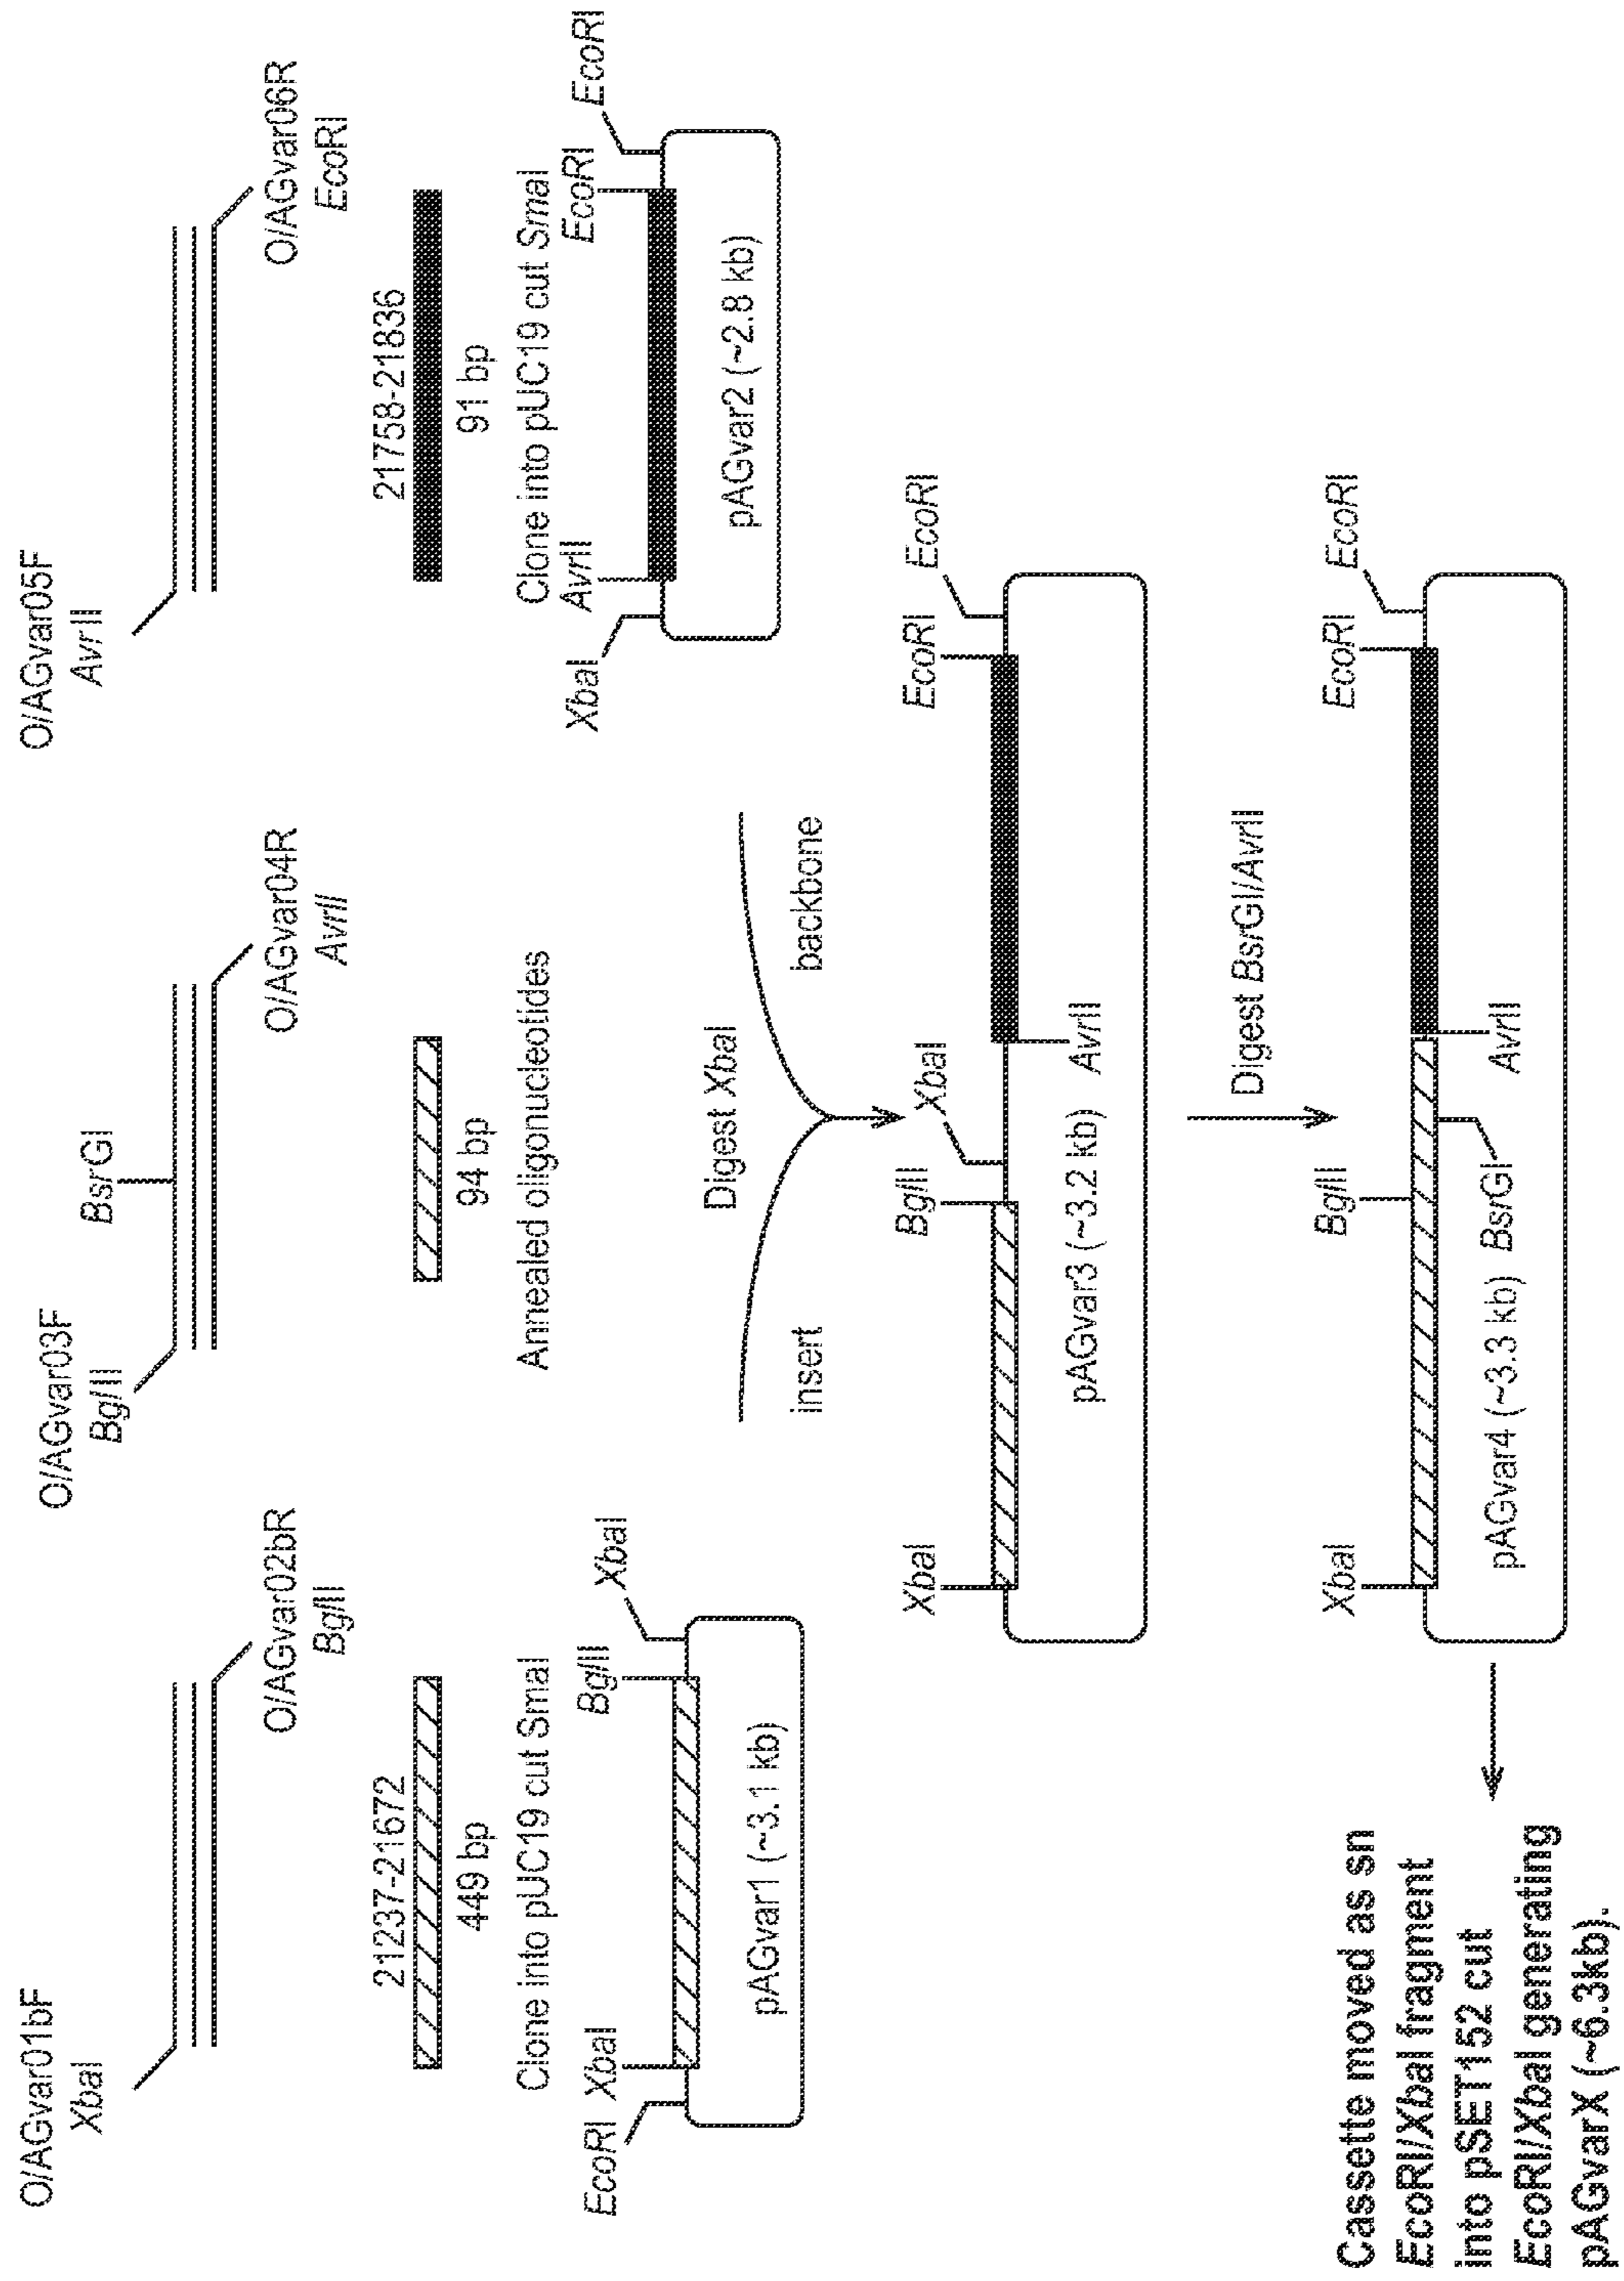 O/AGvar01bF
XbaI
O/AGvar02bR
BglII
21237-21672
449 bp
Clone into pUC19 cut SmaI
EcoRI
XbaI
BglII
XbaI
pAGvar1 (~3.1 kb)
O/AGvar03F
BglII
BsrGI
O/AGvar04R
AvrII
94 bp
Annealed oligonucleotides
O/AGvar05F
AvrII
O/AGvar06R
EcoRI
21758-21836
91 bp
Clone into pUC19 cut SmaI
XbaI
AvrII
EcoRI
EcoRI
pAGvar2 (~2.8 kb)
Digest XbaI
insert
backbone
XbaI
BglII
XbaI
EcoRI
EcoRI
AvrII
pAGvar3 (~3.2 kb)
Digest BsrGI/AvrII
XbaI
BglII
EcoRI
EcoRI
pAGvar4 (~3.3 kb)
BsrGI
AvrII
Cassette moved as sn
EcoRI/XbaI fragment
into pSET152 cut
EcoRI/XbaI generating
pAGvarX (~6.3kb).